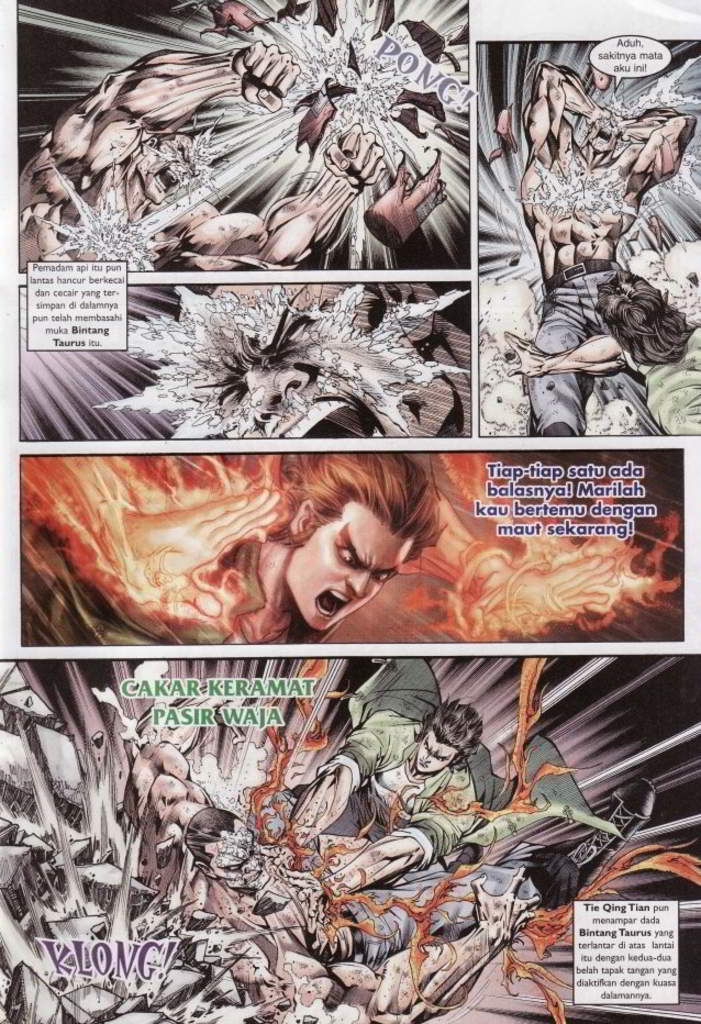 PONG!
Pemadam api itu pun
lantas hancur berkecai
dan cecair yang ter-
simpan di dalamnya
pun telah membasahi
muka Bintang
Taurus itu.
Aduh,
sakitnya mata
aku ini!
Tiap-tiap satu ada
balasnya! Marilah
kau bertemu dengan
maut sekarang!
CAKAR KERAMAT
PASIR WAJA
KLONG!
Tie Qing Tian pun
menampar dada
Bintang Taurus yang
terlantar di atas lantai
itu dengan kedua-dua
belah tapak tangan yang
diaktifkan dengan kuasa
dalamannya.